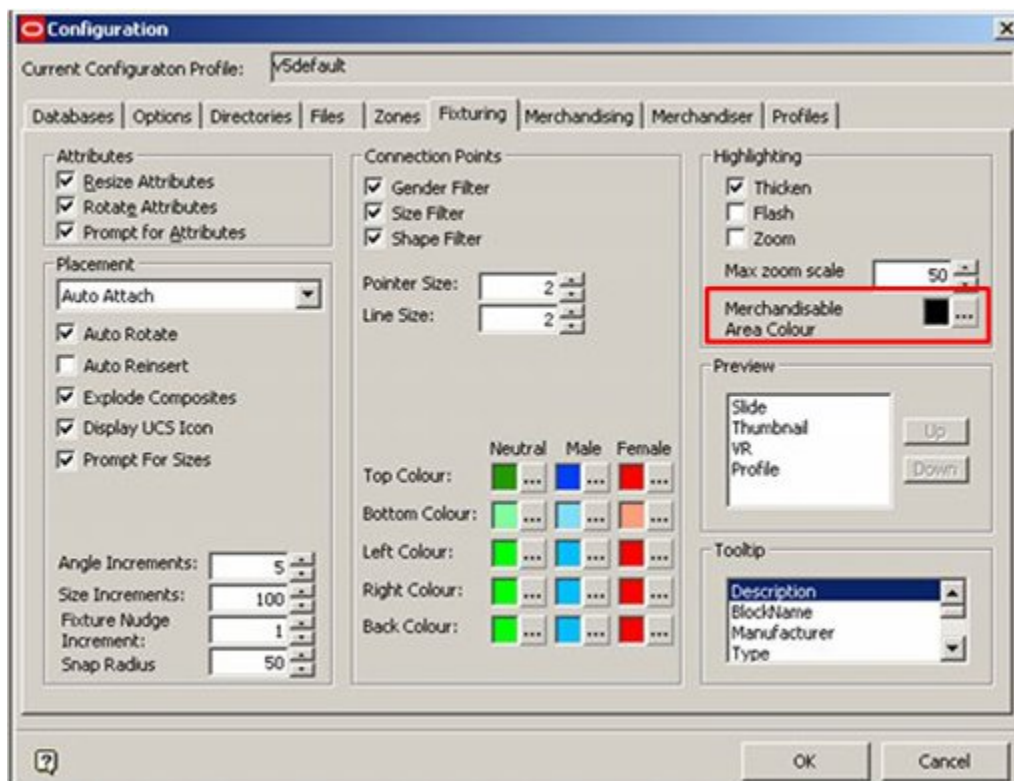 Configuration
Current Configuraton Profile: v5default
Databases Options Directories Files Zones Fixturing Merchandising Merchandiser Profiles
Attributes
Resize Attributes
Rotate Attributes
Prompt for Attributes
Placement
Auto Attach
Auto Rotate
Auto Reinsert
Explode Composites
Display UCS Icon
Prompt For Sizes
Angle Increments: 5
Size Increments: 100
Fixture Nudge
Increment: 1
Snap Radius 50
Connection Points
Gender Filter
Size Filter
Shape Filter
Pointer Size: 2
Line Size: 2
Neutral Male Female
Top Colour: ... ... ...
Bottom Colour: ... ... ...
Left Colour: ... ... ...
Right Colour: ... ... ...
Back Colour: ... ... ...
Highlighting
Thicken
Flash
Zoom
Max zoom scale 50
Merchandisable
Area Colour ...
Preview
Slide
Thumbnail
VR
Profile
Up
Down
Tooltip
Description
BlockName
Manufacturer
Type
?
OK Cancel